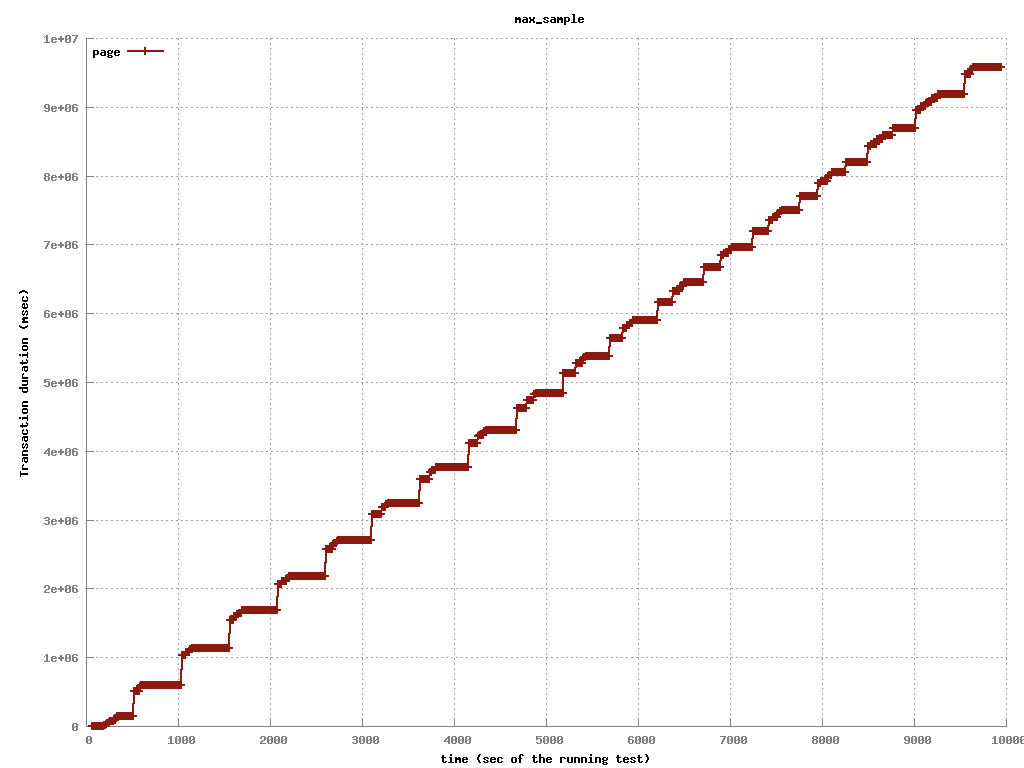 max_sample
page
1e+07
9e+06
8e+06
7e+06
6e+06
5e+06
4e+06
3e+06
2e+06
1e+06
0
Transaction duration (msec)
0 1000 2000 3000 4000 5000 6000 7000 8000 9000 10000
time (sec of the running test)